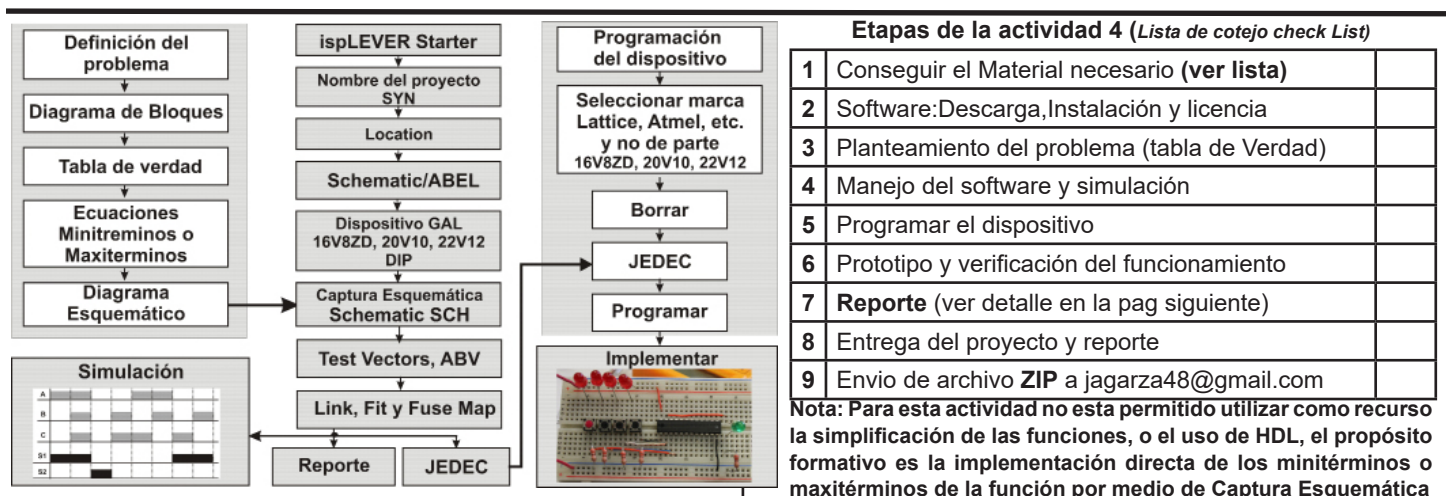 Definición del
problema
Diagrama de Bloques
Tabla de verdad
Ecuaciones
Minitreminos o
Maxiterminos
Diagrama
Esquemático
Simulación
A
B
C
S1
S2
ispLEVER Starter
Nombre del proyecto
SYN
Location
Schematic/ABEL
Dispositivo GAL
16V8ZD, 20V10, 22V12
DIP
Captura Esquemática
Schematic SCH
Test Vectors, ABV
Link, Fit y Fuse Map
Reporte
JEDEC
Programación
del dispositivo
Seleccionar marca
Lattice, Atmel, etc.
y no de parte
16V8ZD, 20V10, 22V12
Borrar
JEDEC
Programar
Implementar
Etapas de la actividad 4 (Lista de cotejo check List)
1 Conseguir el Material necesario (ver lista)
2 Software:Descarga,Instalación y licencia
3 Planteamiento del problema (tabla de Verdad)
4 Manejo del software y simulación
5 Programar el dispositivo
6 Prototipo y verificación del funcionamiento
7 Reporte (ver detalle en la pag siguiente)
8 Entrega del proyecto y reporte
9 Envio de archivo ZIP a jagarza48@gmail.com
Nota: Para esta actividad no esta permitido utilizar como recurso
la simplificación de las funciones, o el uso de HDL, el propósito
formativo es la implementación directa de los minitérminos o
maxitérminos de la función por medio de Captura Esquemática